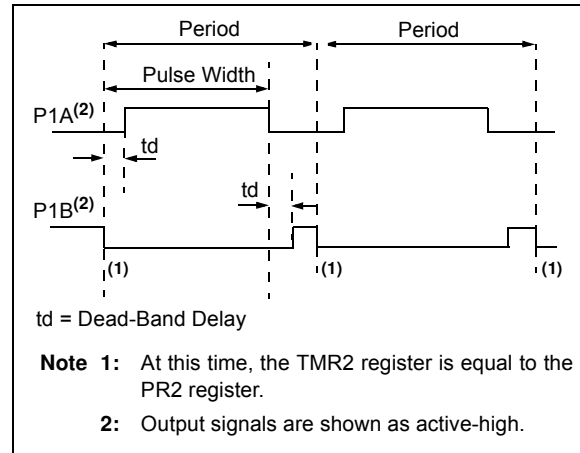 Period Period
Pulse Width
P1A(2)
td
td
P1B(2)
(1) (1) (1)
td = Dead-Band Delay
Note 1: At this time, the TMR2 register is equal to the
PR2 register.
2: Output signals are shown as active-high.